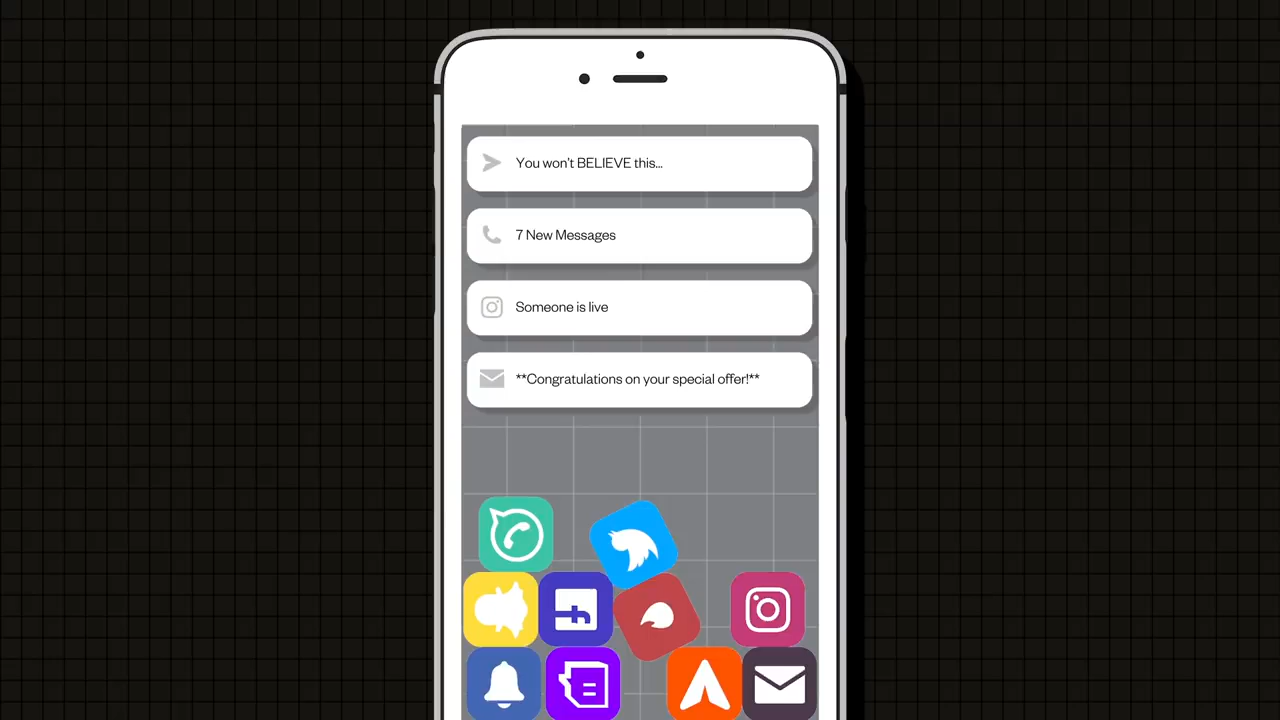 You won't BELIEVE this...
7 New Messages
Someone is live
**Congratulations on your special offer!**